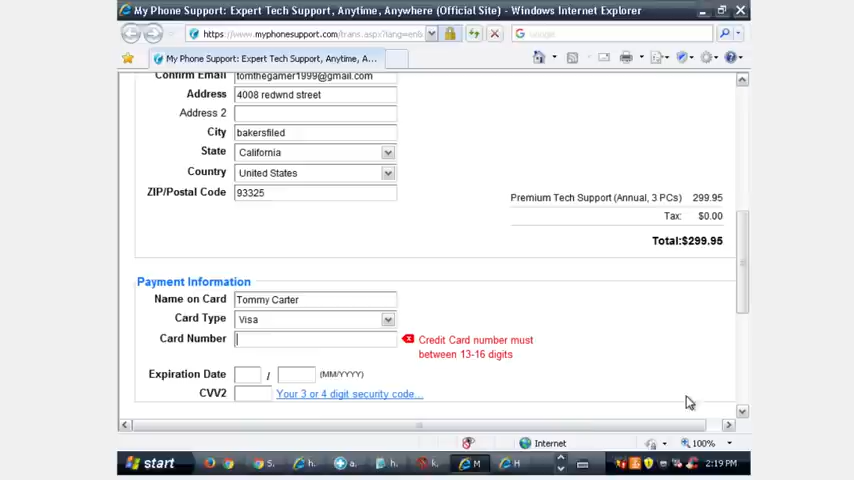 My Phone Support: Expert Tech Support, Anytime, Anywhere (Official Site) - Windows Internet Explorer
https://www.myphonesupport.com/trans.aspx?lang=en&
Google
My Phone Support: Expert Tech Support, Anytime, A...
Confirm Email tomthegamer1999@gmail.com
Address 4008 redwnd street
Address 2
City bakersfiled
State California
Country United States
ZIP/Postal Code 93325
Premium Tech Support (Annual, 3 PCs) 299.95
Tax: $0.00
Total:$299.95
Payment Information
Name on Card Tommy Carter
Card Type Visa
Card Number
Credit Card number must
between 13-16 digits
Expiration Date / (MM/YYYY)
CVV2 Your 3 or 4 digit security code...
Internet 100%
start S. h. a. h. k. M H 2:19 PM